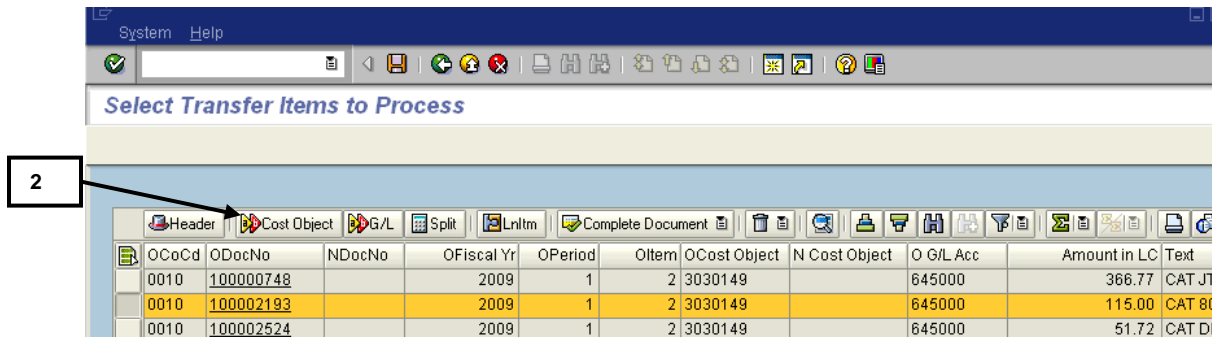 System Help
Select Transfer Items to Process
2
Header Cost Object G/L Split LnItm Complete Document
OCoCd ODocNo NDocNo OFiscal Yr OPeriod OItem OCost Object N Cost Object O G/L Acc Amount in LC Text
0010 100000748 2009 1 2 3030149 645000 366.77 CAT JT
0010 100002193 2009 1 2 3030149 645000 115.00 CAT 80
0010 100002524 2009 1 2 3030149 645000 51.72 CAT DI